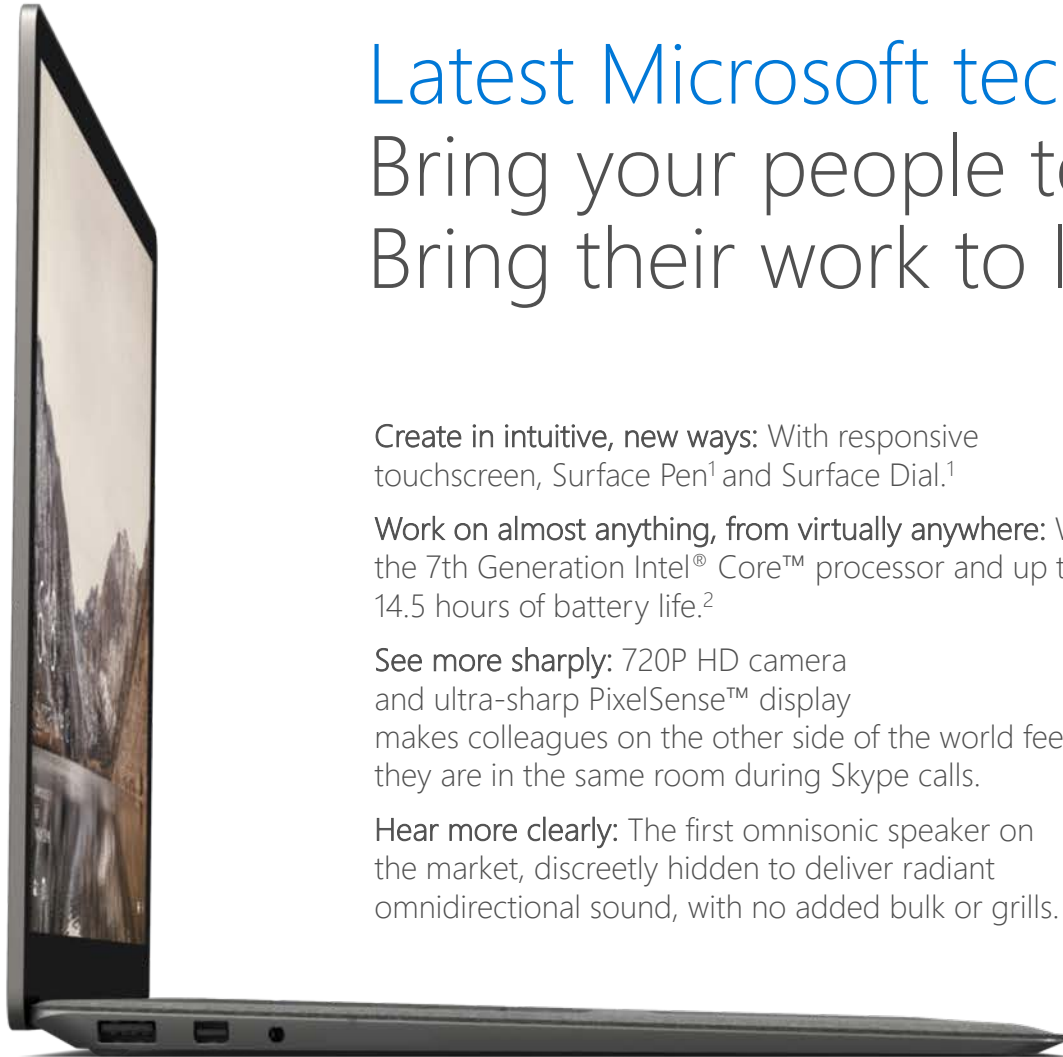 Latest Microsoft tec
Bring your people t
Bring their work to
Create in intuitive, new ways: With responsive
touchscreen, Surface Pen¹ and Surface Dial.¹
Work on almost anything, from virtually anywhere:
the 7th Generation Intel® Core™ processor and up t
14.5 hours of battery life.²
See more sharply: 720P HD camera
and ultra-sharp PixelSense™ display
makes colleagues on the other side of the world fee
they are in the same room during Skype calls.
Hear more clearly: The first omnisonic speaker on
the market, discreetly hidden to deliver radiant
omnidirectional sound, with no added bulk or grills.